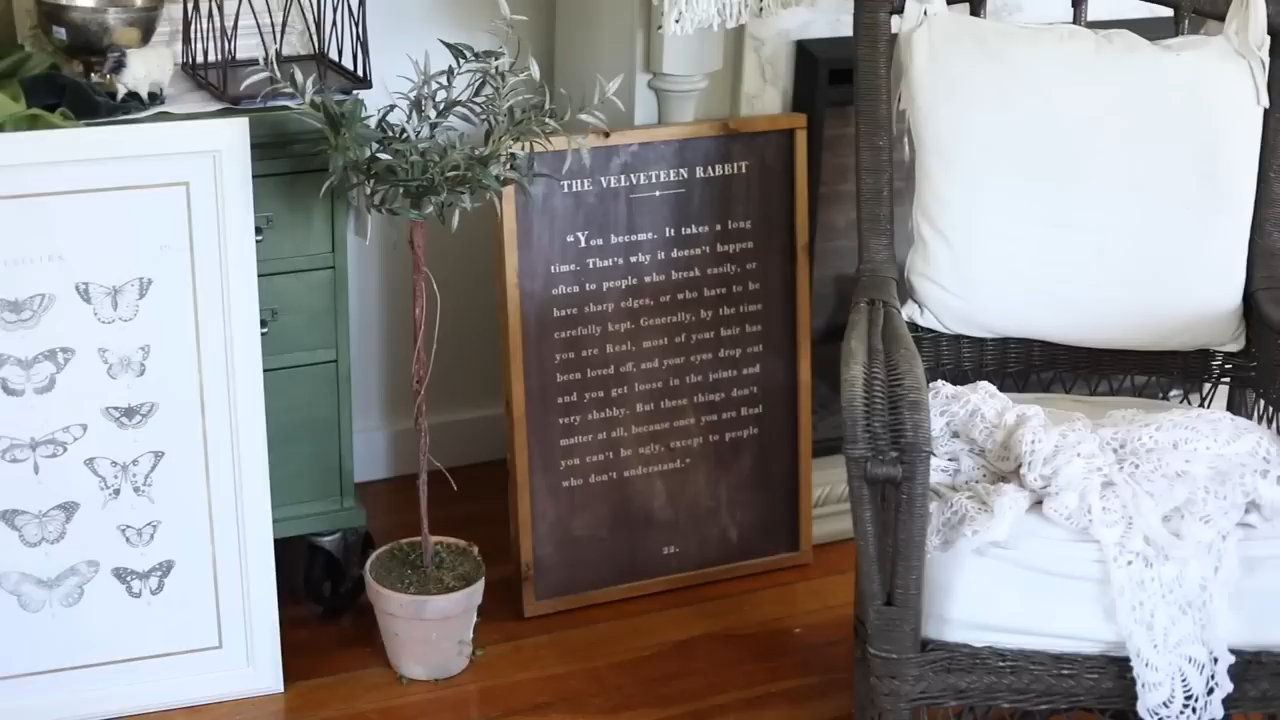 THE VELVETEEN RABBIT
“You become. It takes a long
time. That's why it doesn't happen
often to people who break easily, or
have sharp edges, or who have to be
carefully kept. Generally, by the time
you are Real, most of your hair has
been loved off, and your eyes drop out
and you get loose in the joints and
very shabby. But these things don't
matter at all, because once you are Real
you can't be ugly, except to people
who don't understand.”
22.